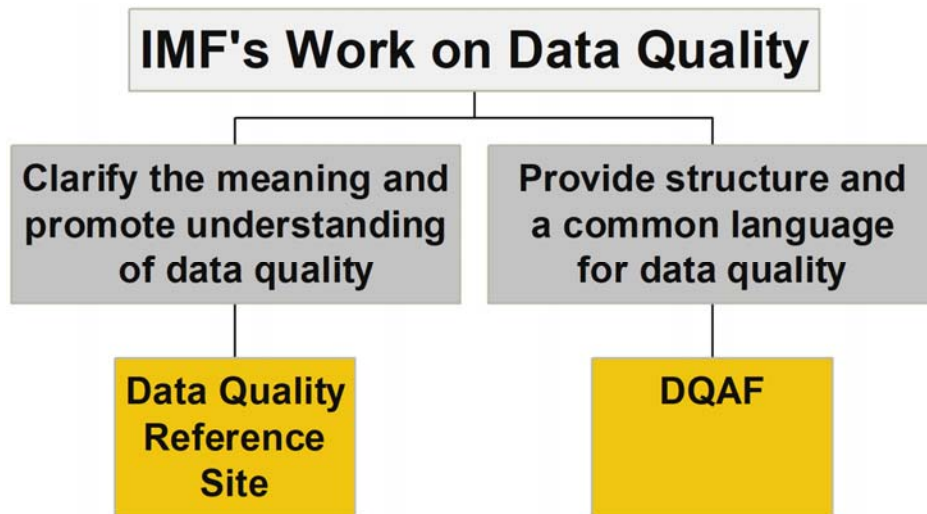 IMF's Work on Data Quality
Clarify the meaning and
promote understanding
of data quality
Provide structure and
a common language
for data quality
Data Quality
Reference
Site
DQAF